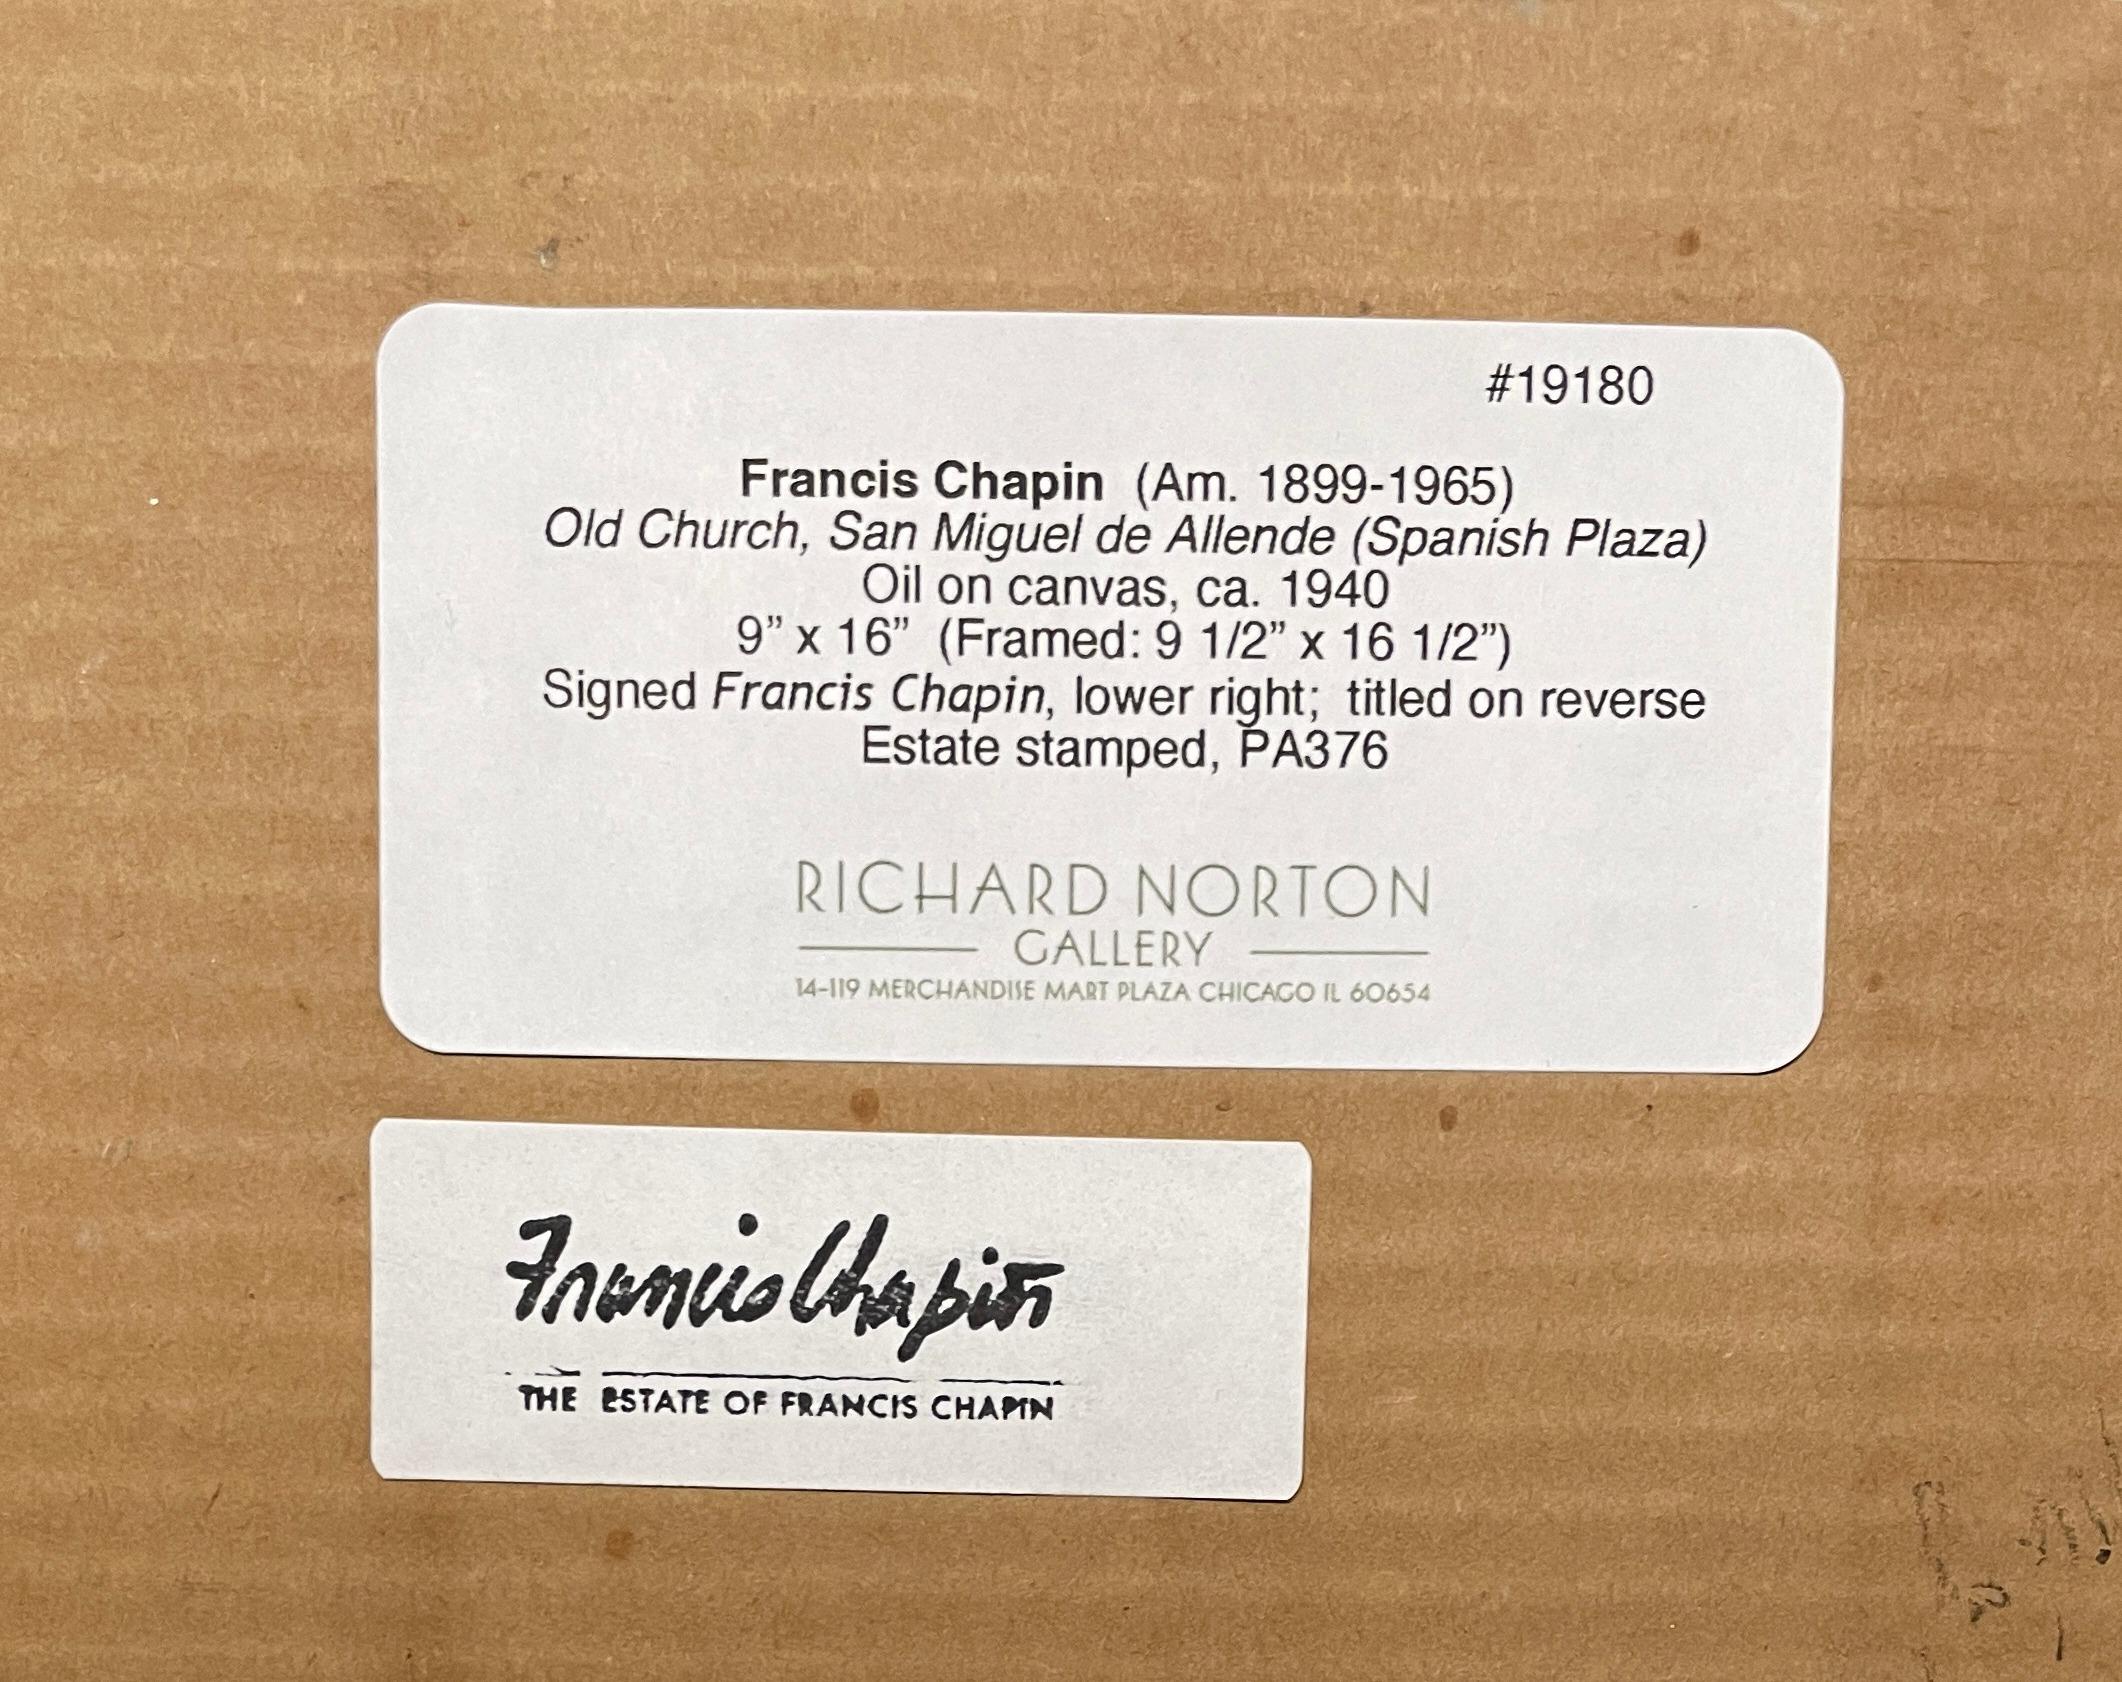 #19180
Francis Chapin (Am. 1899-1965)
Old Church, San Miguel de Allende (Spanish Plaza)
Oil on canvas, ca. 1940
9” x 16” (Framed: 9 1/2” x 16 1/2”)
Signed Francis Chapin, lower right; titled on reverse
Estate stamped, PA376
RICHARD NORTON
GALLERY
14-119 MERCHANDISE MART PLAZA CHICAGO IL 60654
Francis Chapin
THE ESTATE OF FRANCIS CHAPIN